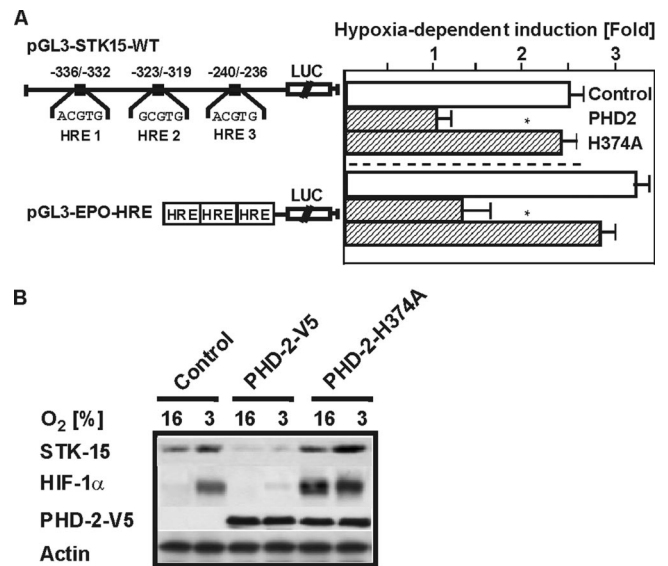 A
Hypoxia-dependent induction [Fold]
pGL3-STK15-WT
1 2 3
-336/-332 -323/-319 -240/-236 LUC
ACGTG GCGTG ACGTG
HRE 1 HRE 2 HRE 3
Control
PHD2
*
H374A
pGL3-EPO-HRE
HRE HRE HRE
LUC
*
B
Control PHD-2-V5 PHD-2-H374A
O₂ [%] 16 3 16 3 16 3
STK-15
HIF-1α
PHD-2-V5
Actin